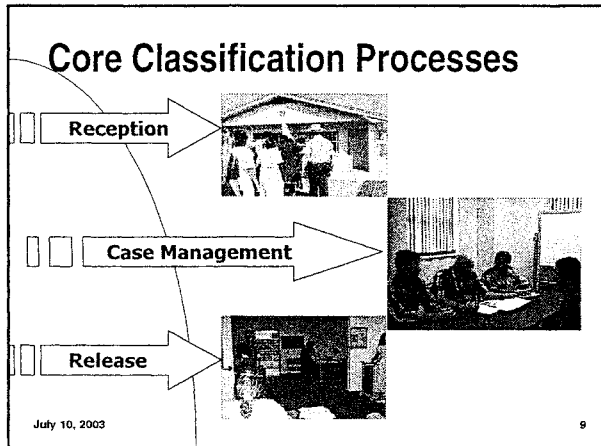 Core Classification Processes
Reception
Case Management
Release
July 10, 2003
9